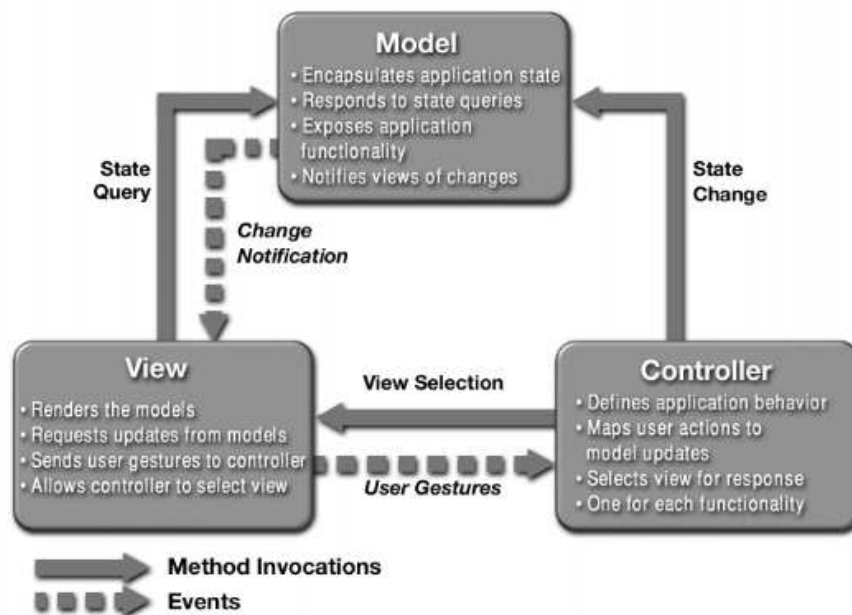 Model
• Encapsulates application state
• Responds to state queries
• Exposes application
functionality
• Notifies views of changes
State
Query
Change
Notification
State
Change
View
• Renders the models
• Requests updates from models
• Sends user gestures to controller
• Allows controller to select view
View Selection
User Gestures
Controller
• Defines application behavior
• Maps user actions to
model updates
• Selects view for response
• One for each functionality
Method Invocations
Events